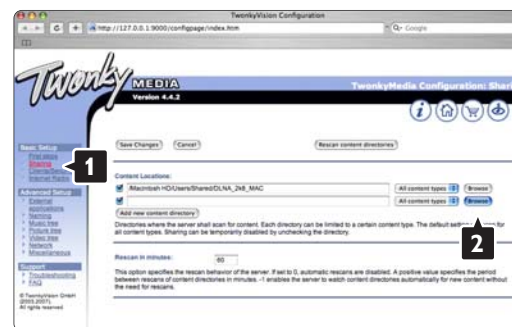 TwonkyVision Configuration
http://127.0.0.1:9000/configpage/index.htm
Q- Google
Twonky MEDIA
Version 4.4.2
TwonkyMedia Configuration: Shari
Save Changes
Cancel
Rescan content directories
Basic Setup
First steps
Sharing
Internet Radio
1
Advanced Setup
External
applications
Naming
Music tree
Picture tree
Video tree
Network
Miscellaneous
Support
Troubleshooting
FAQ
© TwonkyVision GmbH
All rights reserved
Content Locations:
/Macintosh HD/Users/Shared/DLNA_2k8_MAC
All content types
Browse
All content types
Browse
Add new content directory
2
Directories where the server shall scan for content. Each directory can be limited to a certain content type. The default
all content types. Sharing can be temporarily disabled by unchecking the directory.
Rescan in minutes:
60
This option specifies the rescan behavior of the server. If set to 0, automatic rescans are disabled. A positive value specifies the period
between rescans of content directories in minutes. -1 enables the server to watch content directories automatically for new content without
the need for rescans.